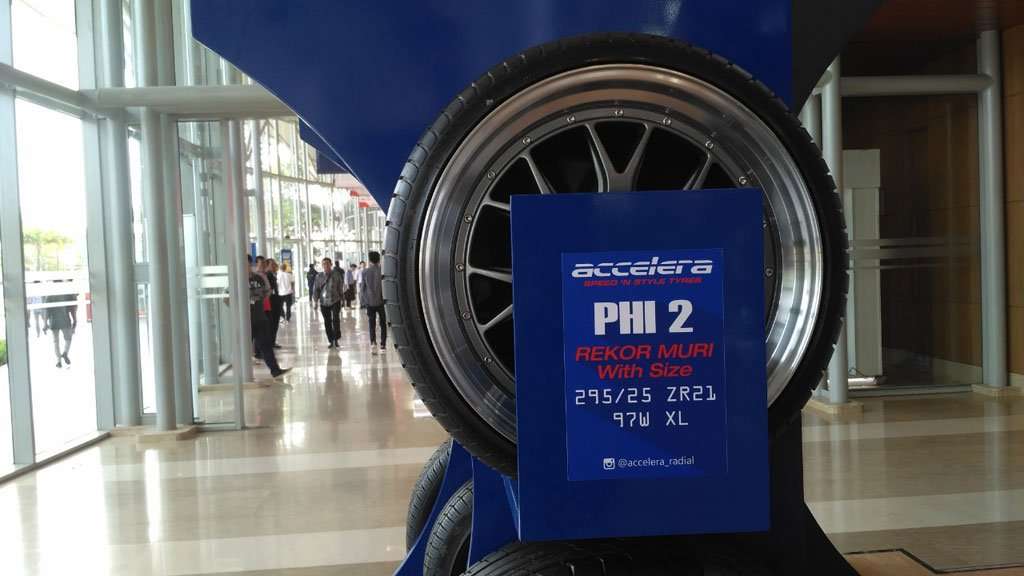 accelera
SPEED 'N STYLE TYRES
PHI 2
REKOR MURI
With Size
295/25 ZR21
97W XL
@accelera_radial